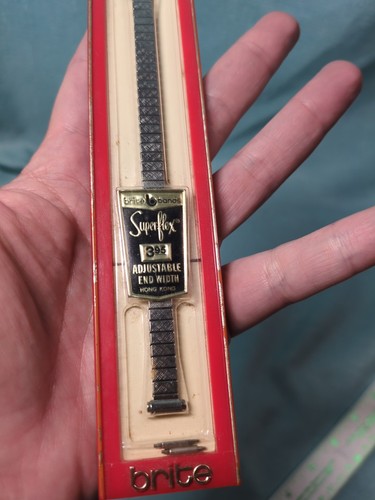 brite bands
Superflex
3.95
ADJUSTABLE
END WIDTH
HONG KONG
brite